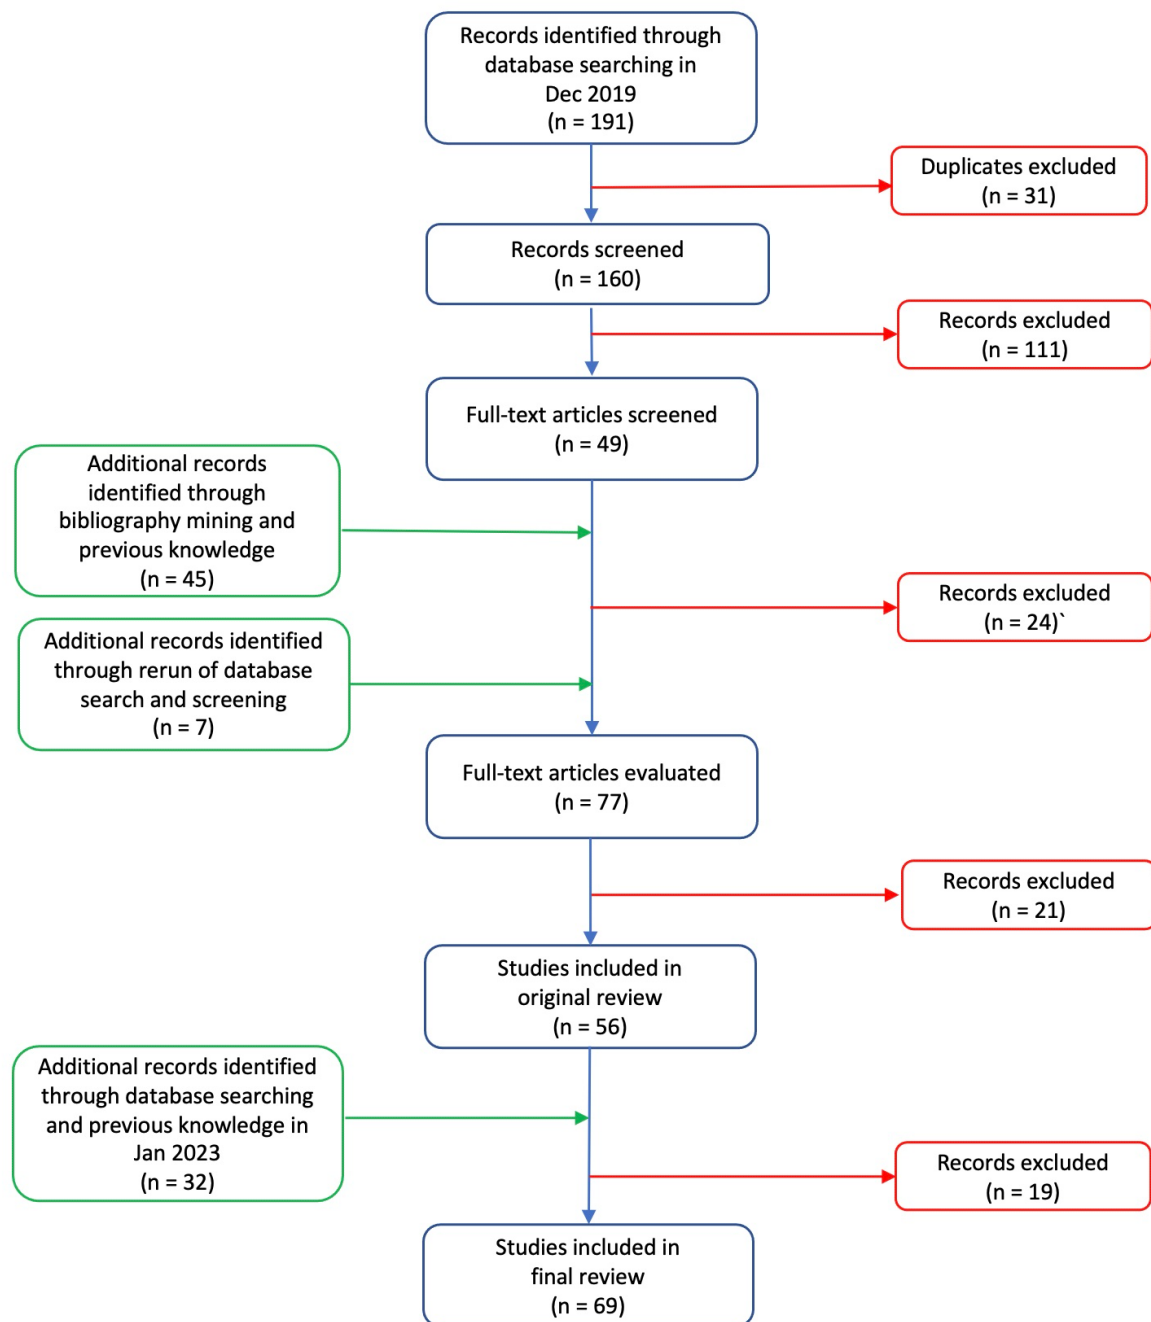 Records identified through
database searching in
Dec 2019
(n = 191)
Duplicates excluded
(n = 31)
Records screened
(n = 160)
Records excluded
(n = 111)
Full-text articles screened
(n = 49)
Additional records
identified through
bibliography mining and
previous knowledge
(n = 45)
Records excluded
(n = 24)`
Additional records identified
through rerun of database
search and screening
(n = 7)
Full-text articles evaluated
(n = 77)
Records excluded
(n = 21)
Studies included in
original review
(n = 56)
Additional records identified
through database searching
and previous knowledge in
Jan 2023
(n = 32)
Records excluded
(n = 19)
Studies included in
final review
(n = 69)